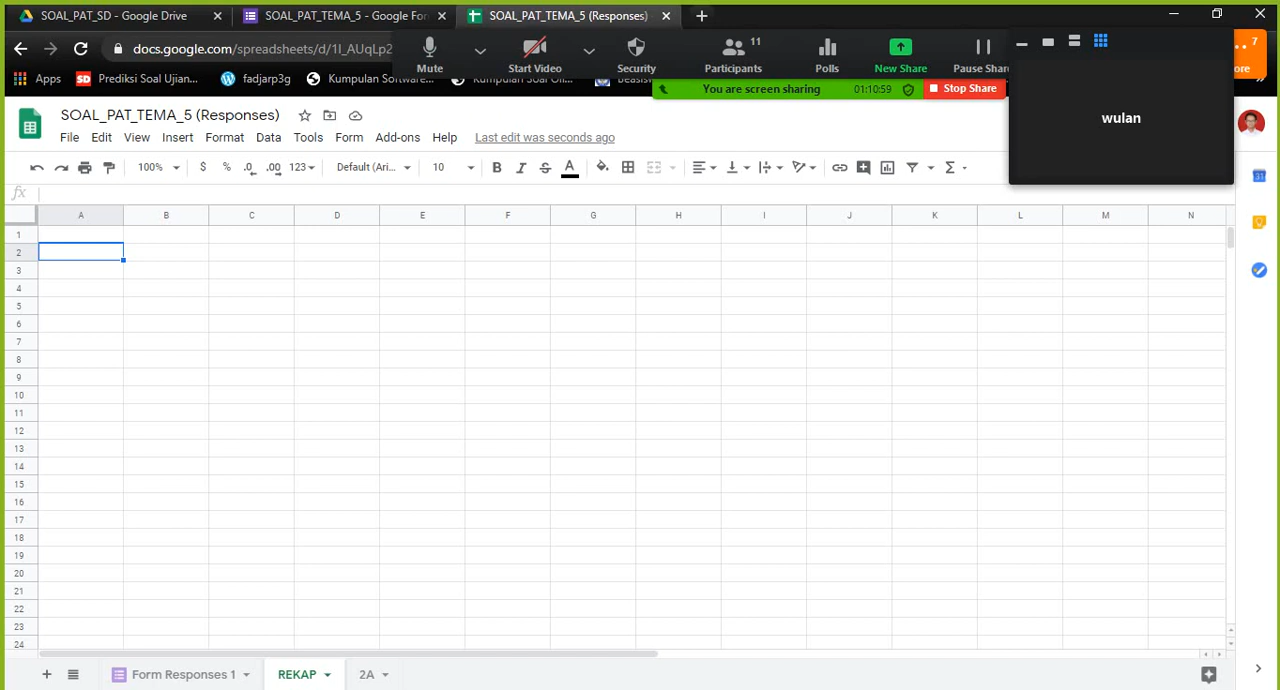 SOAL_PAT_SD - Google Drive
SOAL_PAT_TEMA_5 - Google For
SOAL_PAT_TEMA_5 (Responses)
docs.google.com/spreadsheets/d/1I_AUqLp2
Mute
Start Video
Security
Participants
11
Polls
New Share
Pause Share
7
ore
Apps
Prediksi Soal Ujian...
fadjarp3g
Kumpulan Software...
Kumpulan Soal Oli...
You are screen sharing
01:10:59
Stop Share
wulan
SOAL_PAT_TEMA_5 (Responses)
File Edit View Insert Format Data Tools Form Add-ons Help Last edit was seconds ago
100% $ % .0 .00 123 Default (Ari... 10 B I S A
fx
A B C D E F G H I J K L M N
1
2
3
4
5
6
7
8
9
10
11
12
13
14
15
16
17
18
19
20
21
22
23
24
Form Responses 1 REKAP 2A